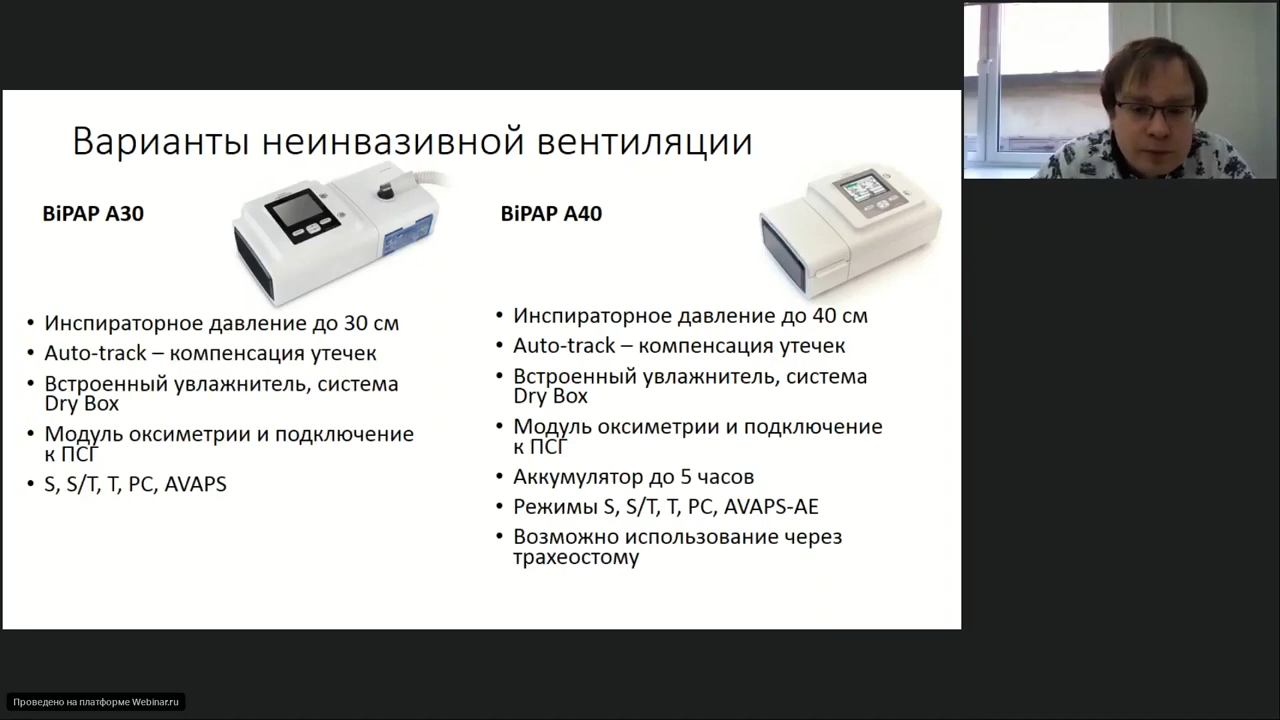 Варианты неинвазивной вентиляции
BiPAP A30
Инспираторное давление до 30 см
Auto-track – компенсация утечек
Встроенный увлажнитель, система
Dry Box
Модуль оксиметрии и подключение
к ПСГ
S, S/T, T, PC, AVAPS
BiPAP A40
Инспираторное давление до 40 см
Auto-track – компенсация утечек
Встроенный увлажнитель, система
Dry Box
Модуль оксиметрии и подключение
к ПСГ
Аккумулятор до 5 часов
Режимы S, S/T, T, PC, AVAPS-AE
Возможно использование через
трахеостому
Проведено на платформе Webinar.ru